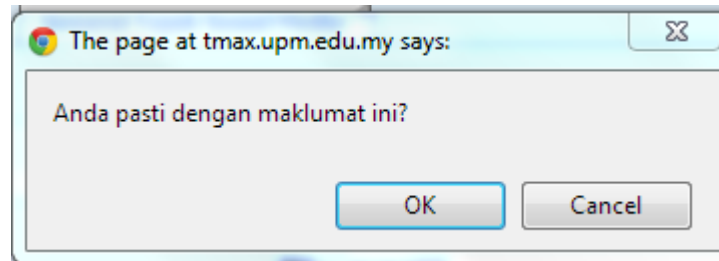 The page at tmax.upm.edu.my says:
Anda pasti dengan maklumat ini?
OK
Cancel